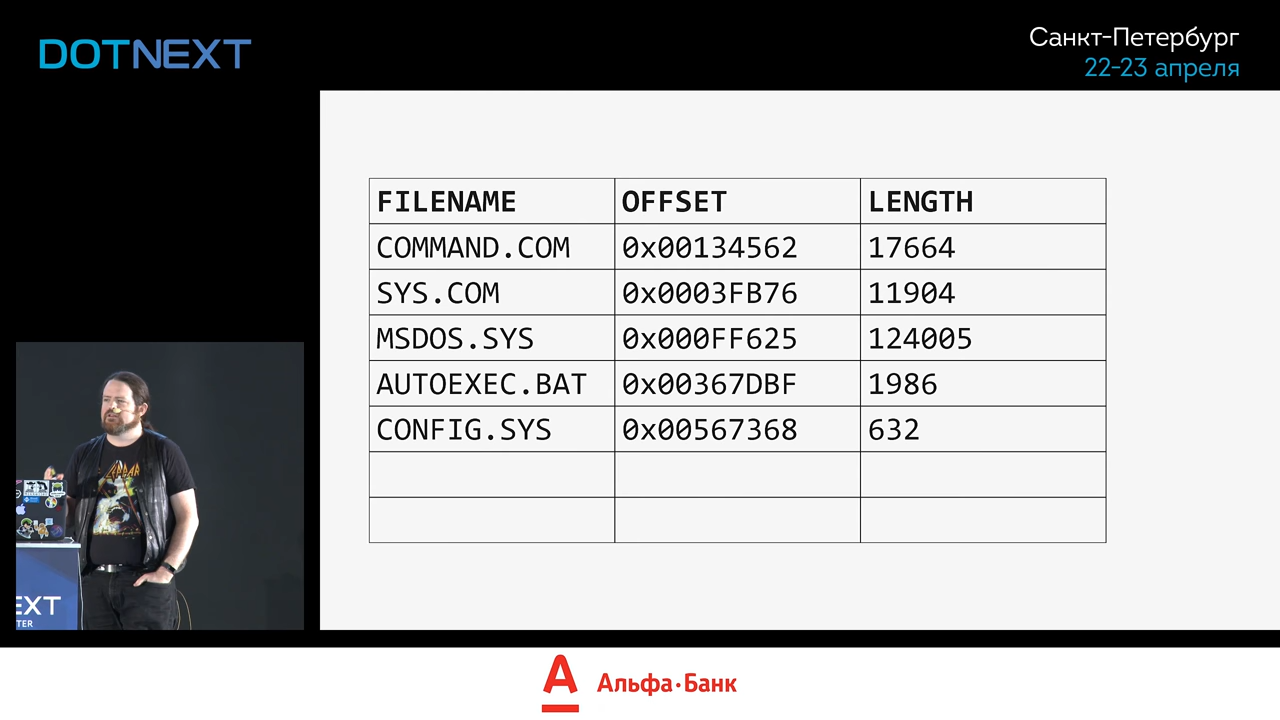 DOTNEXT
Санкт-Петербург
22-23 апреля
FILENAME OFFSET LENGTH
COMMAND.COM 0x00134562 17664
SYS.COM 0x0003FB76 11904
MSDOS.SYS 0x000FF625 124005
AUTOEXEC.BAT 0x00367DBF 1986
CONFIG.SYS 0x00567368 632
EXT
TER
А Альфа·Банк